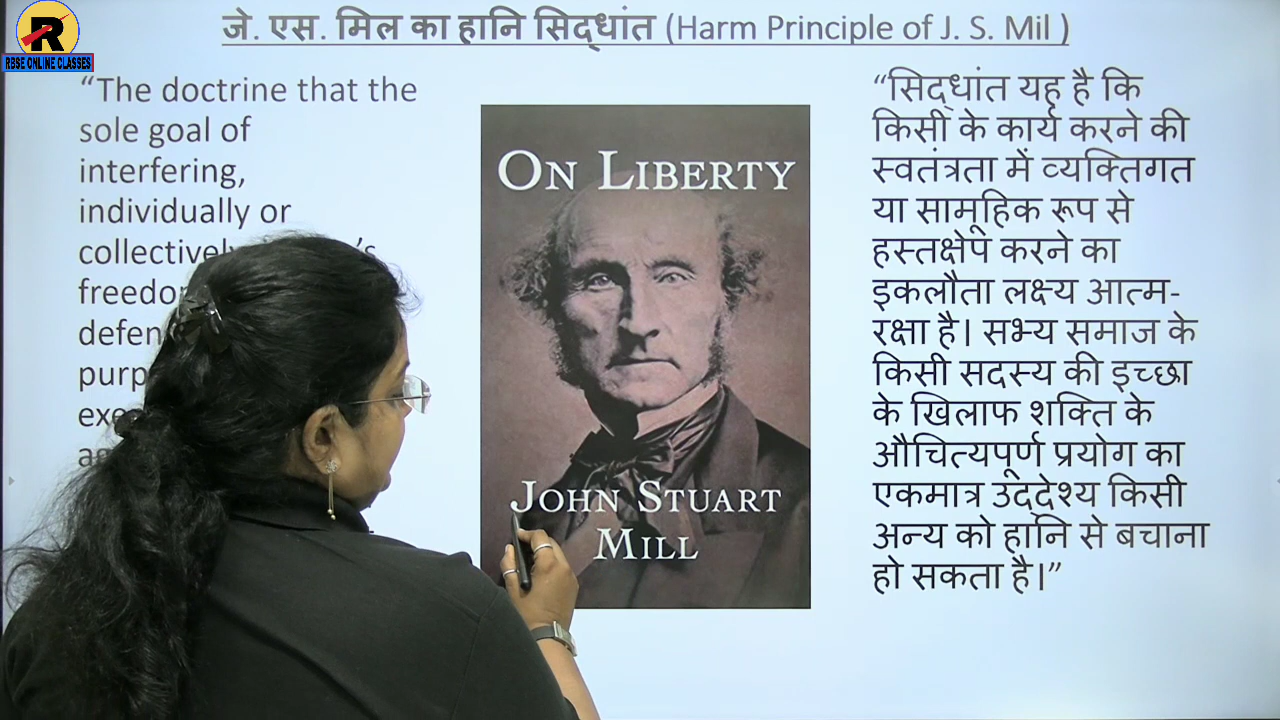 RBSE ONLINE CLASSES
जे. एस. मिल का हानि सिद्धांत (Harm Principle of J. S. Mil )
“The doctrine that the
sole goal of
interfering,
individually or
ON LIBERTY
JOHN STUART
MILL
“सिद्धांत यह है कि
किसी के कार्य करने की
स्वतंत्रता में व्यक्तिगत
या सामूहिक रूप से
हस्तक्षेप करने का
इकलौता लक्ष्य आत्म-
रक्षा है। सभ्य समाज के
किसी सदस्य की इच्छा
के खिलाफ शक्ति के
औचित्यपूर्ण प्रयोग का
एकमात्र उद्देश्य किसी
अन्य को हानि से बचाना
हो सकता है।”